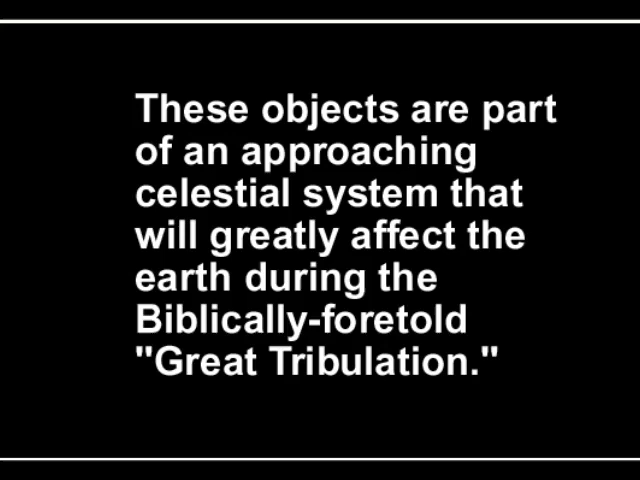 These objects are part
of an approaching
celestial system that
will greatly affect the
earth during the
Biblically-foretold
"Great Tribulation."